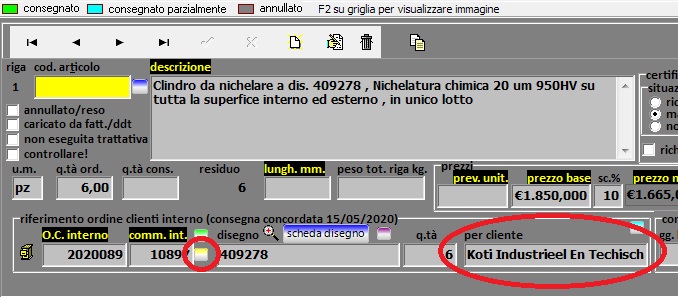 consegnato consegnato parzialmente annullato F2 su griglia per visualizzare immagine
riga cod. articolo descrizione
1
Clindro da nichelare a dis. 409278 , Nichelatura chimica 20 um 950HV su
tutta la superfice interno ed esterno , in unico lotto
annullato/reso
caricato da fatt./ddt
non eseguita trattativa
controllare!
certifi
situaz
ric
ma
no
rich
u.m. q.tà ord. q.tà cons. residuo lungh. mm. peso tot. riga kg.
pz 6,00 6
prezzi
prev. unit. prezzo base sc.% prezzo n
€1.850,000 10 €1.665,0
riferimento ordine clienti interno (consegna concordata 15/05/2020)
O.C. interno comm. int. disegno scheda disegno q.tà per cliente
2020089 10897 409278 6 Koti Industrieel En Techisch
con
gg. l